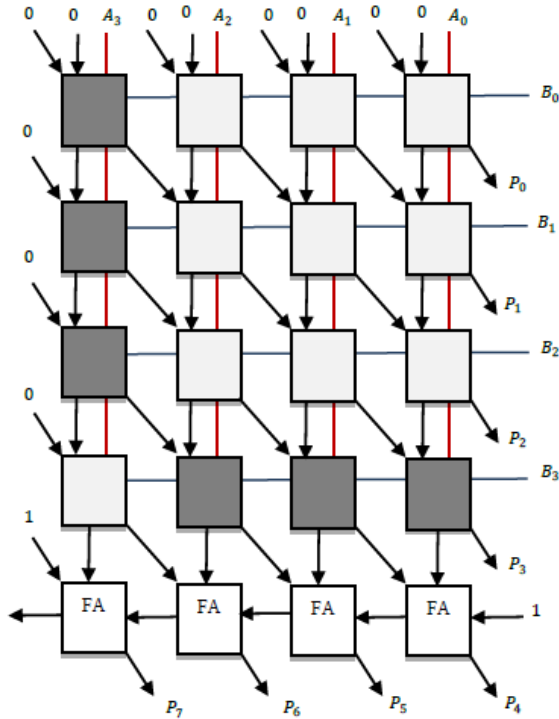 0 0 A₃ 0 0 A₂ 0 0 A₁ 0 0 A₀
B₀
0
P₀
B₁
0
P₁
B₂
0
P₂
B₃
1
P₃
FA FA FA FA 1
P₇ P₆ P₅ P₄